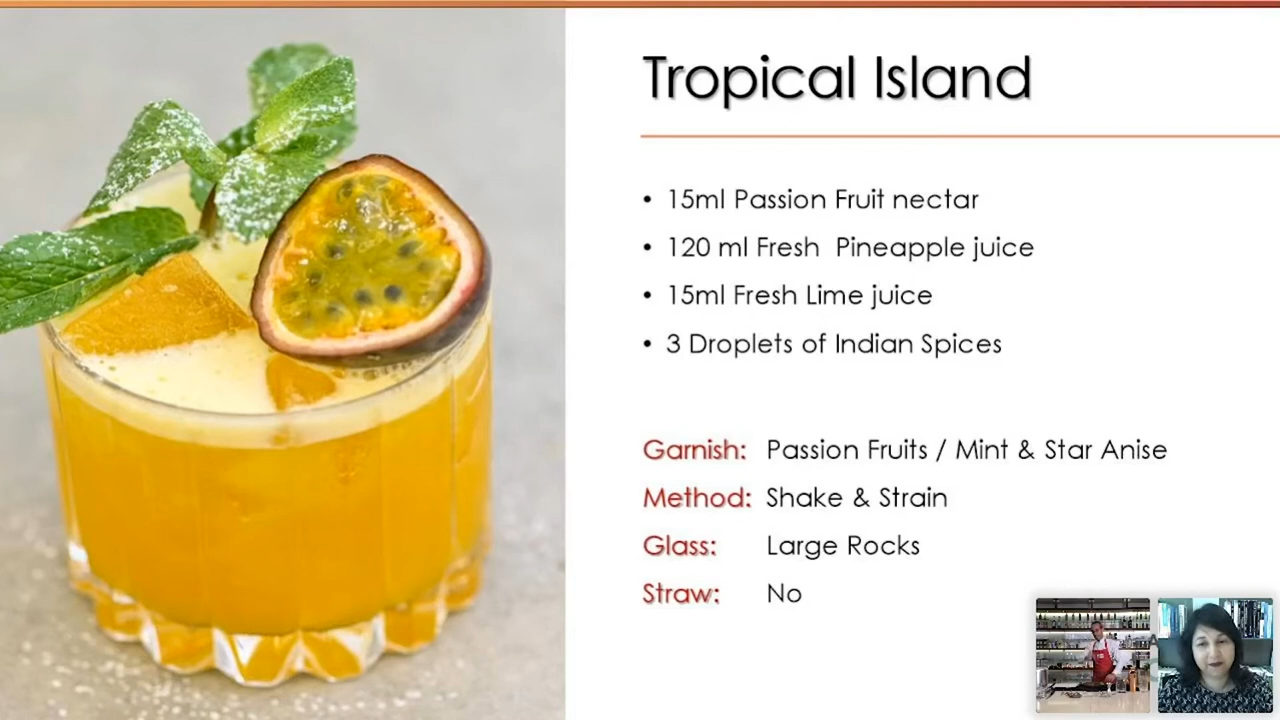 Tropical Island
• 15ml Passion Fruit nectar
• 120 ml Fresh  Pineapple juice
• 15ml Fresh Lime juice
• 3 Droplets of Indian Spices
Garnish: Passion Fruits / Mint & Star Anise
Method: Shake & Strain
Glass: Large Rocks
Straw: No